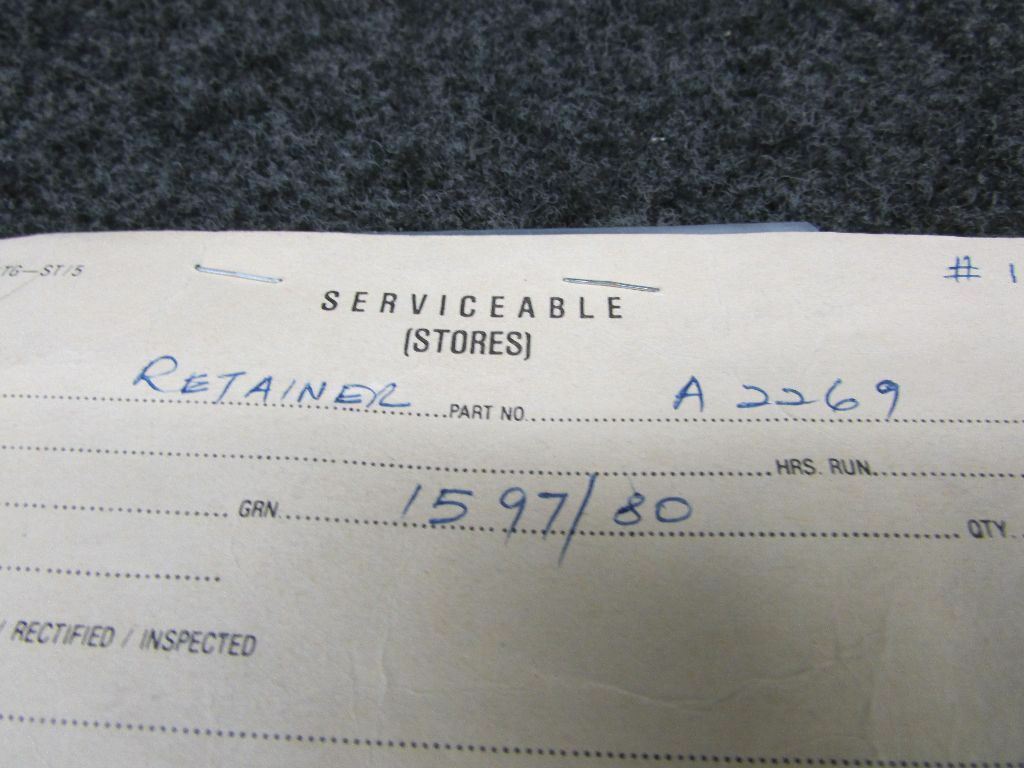 TG—ST/5
# 1
SERVICEABLE
(STORES)
RETAINER PART NO. A 2269
HRS. RUN
GRN. 1597/80 QTY.
/ RECTIFIED / INSPECTED